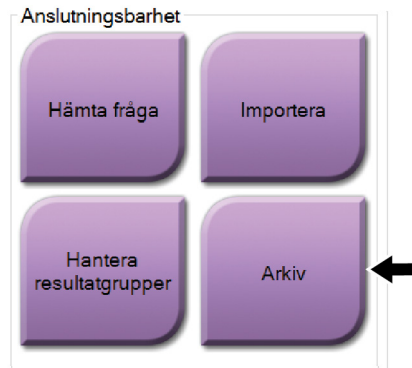 Anslutningsbarhet
Hämta fråga
Importera
Hantera
resultatgrupper
Arkiv